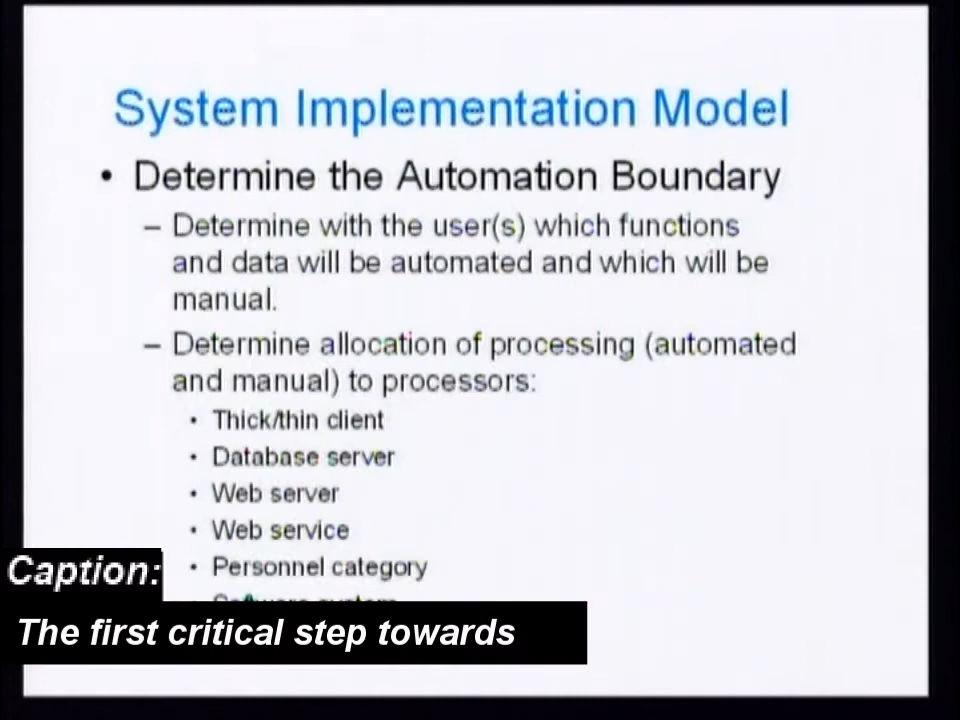 System Implementation Model
• Determine the Automation Boundary
– Determine with the user(s) which functions
and data will be automated and which will be
manual.
– Determine allocation of processing (automated
and manual) to processors:
• Thick/thin client
• Database server
• Web server
• Web service
• Personnel category
Caption:
The first critical step towards